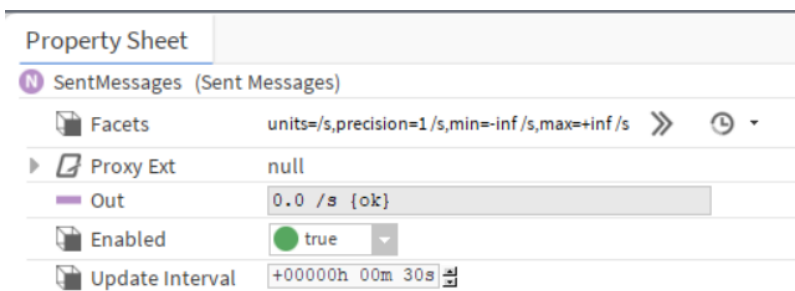 Property Sheet
N SentMessages (Sent Messages)
Facets units=/s,precision=1 /s,min=-inf /s,max=+inf /s
Proxy Ext null
Out 0.0 /s {ok}
Enabled true
Update Interval +00000h 00m 30s